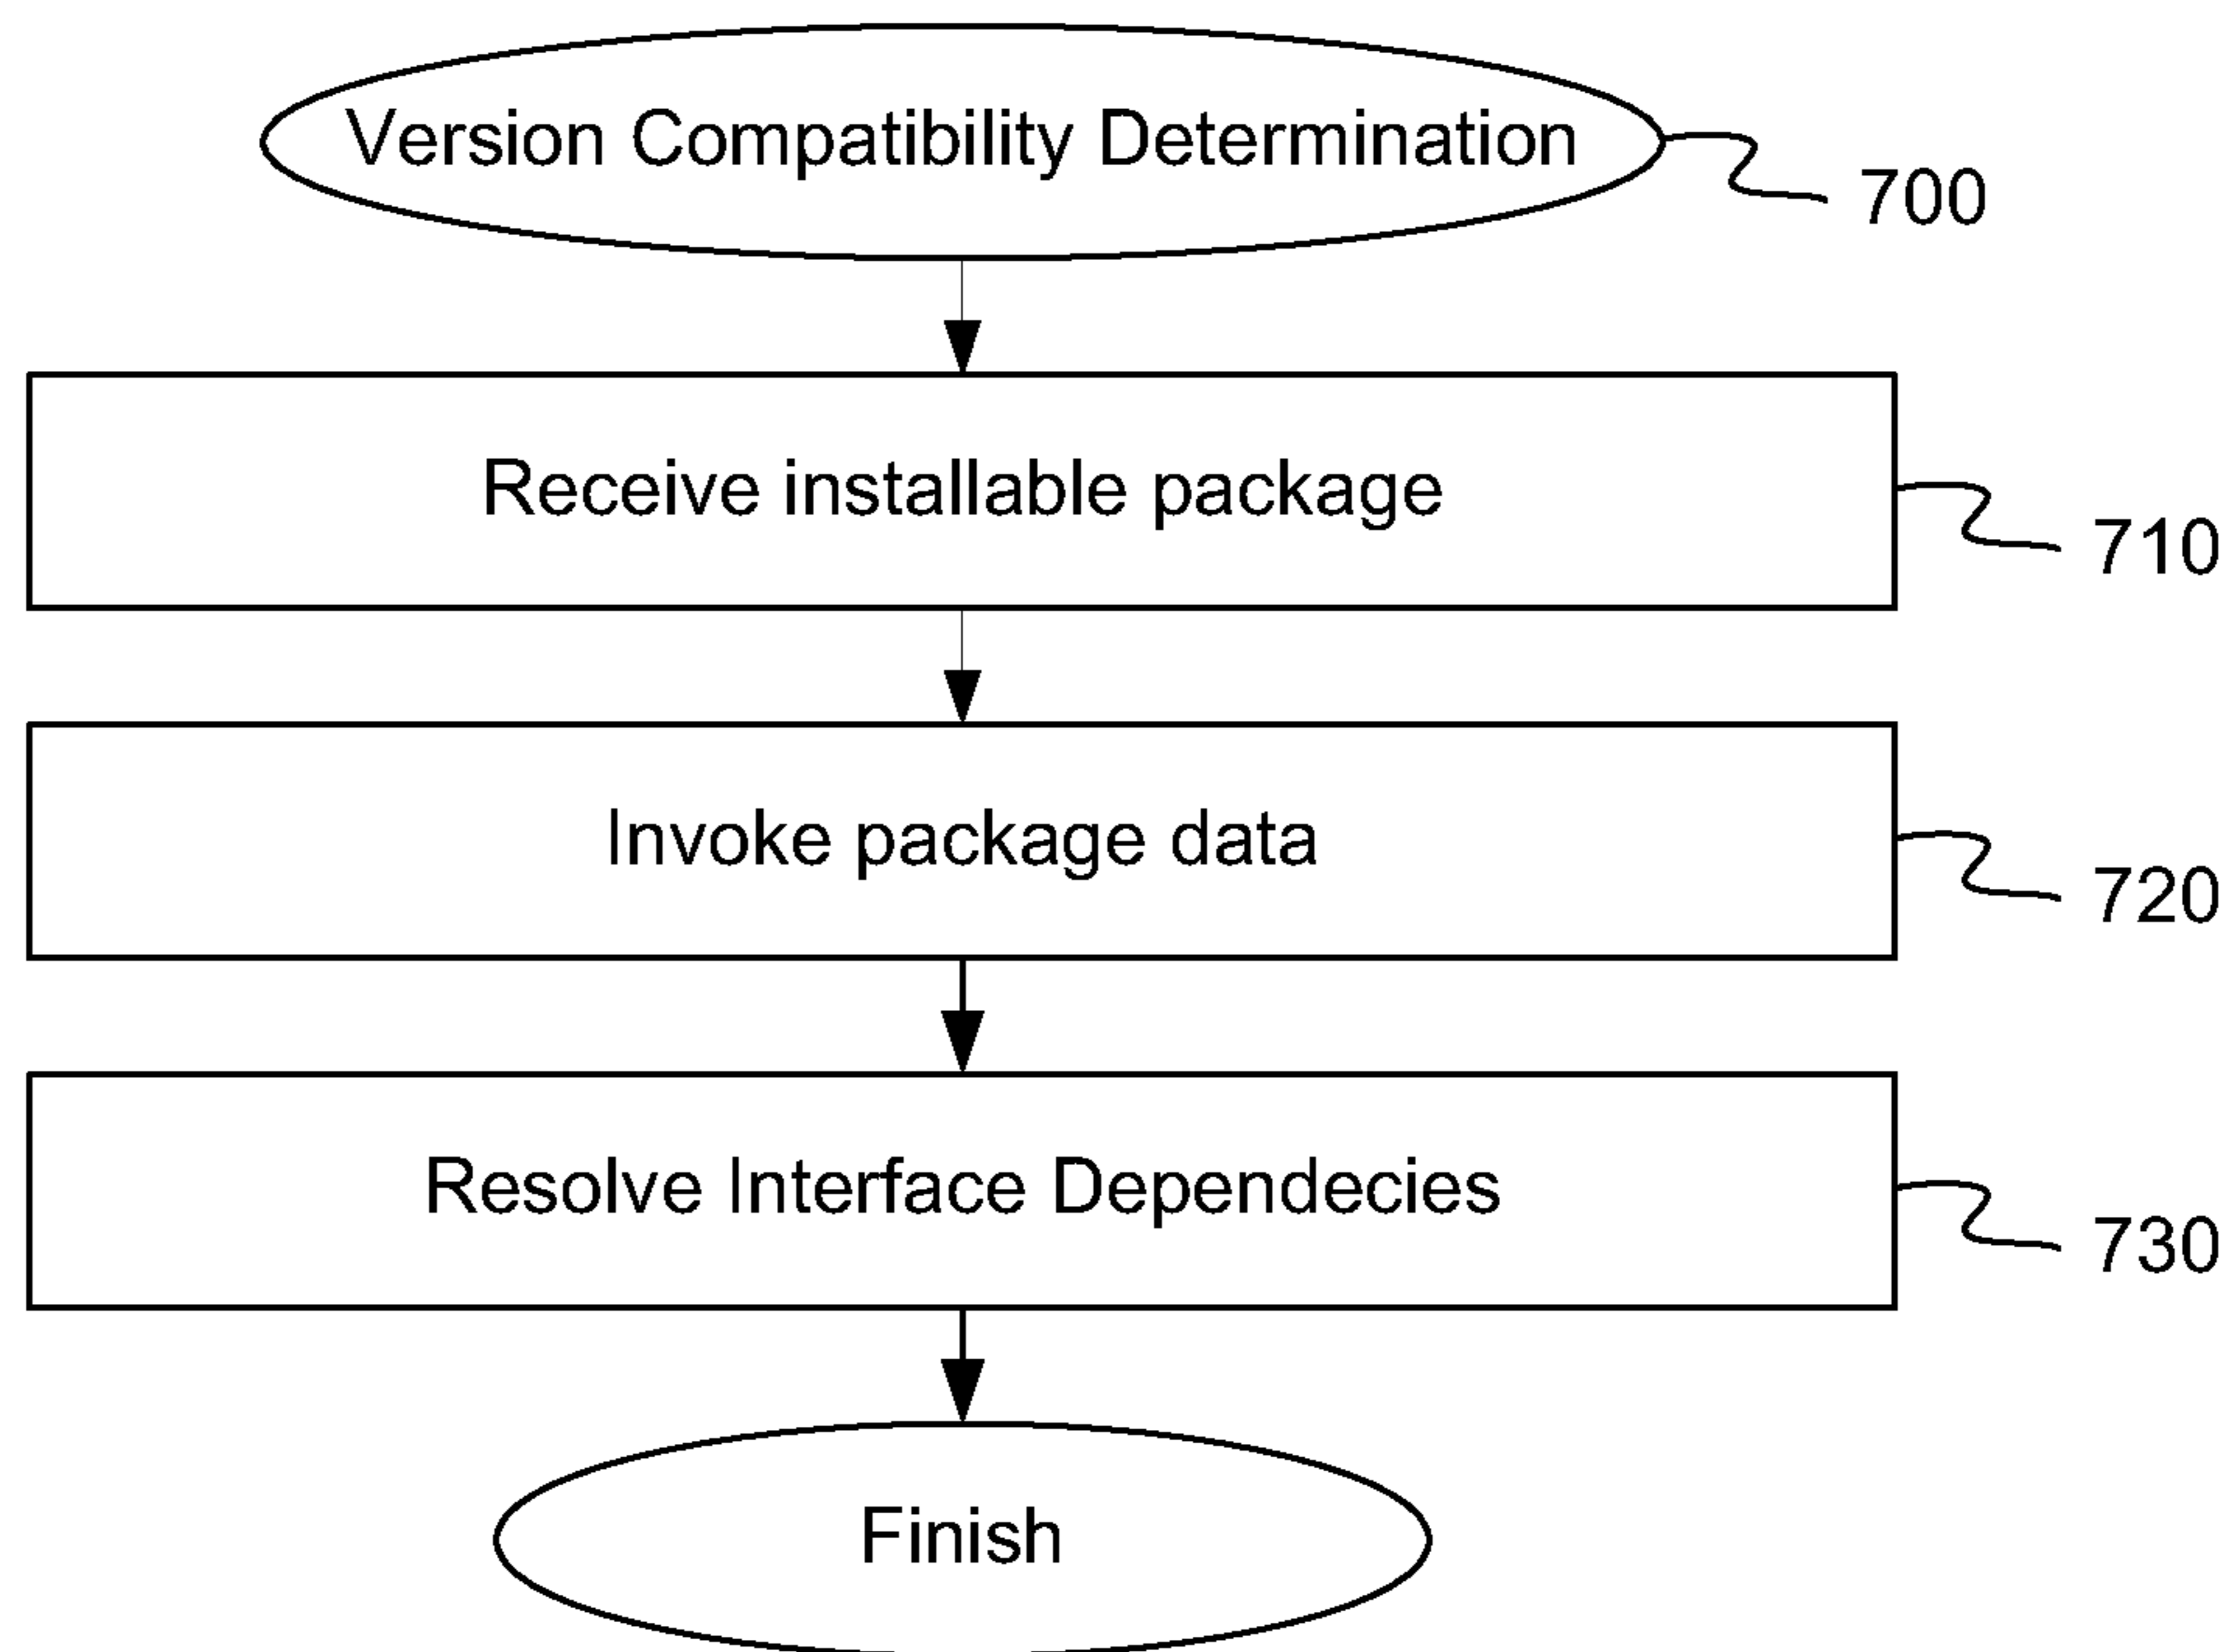 Version Compatibility Determination
700
Receive installable package
710
Invoke package data
720
Resolve Interface Dependecies
730
Finish